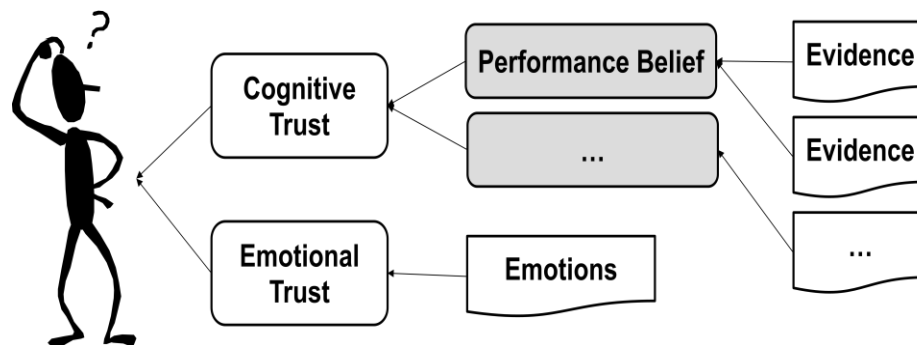 ?
Cognitive
Trust
Performance Belief
...
Evidence
Evidence
...
Emotional
Trust
Emotions